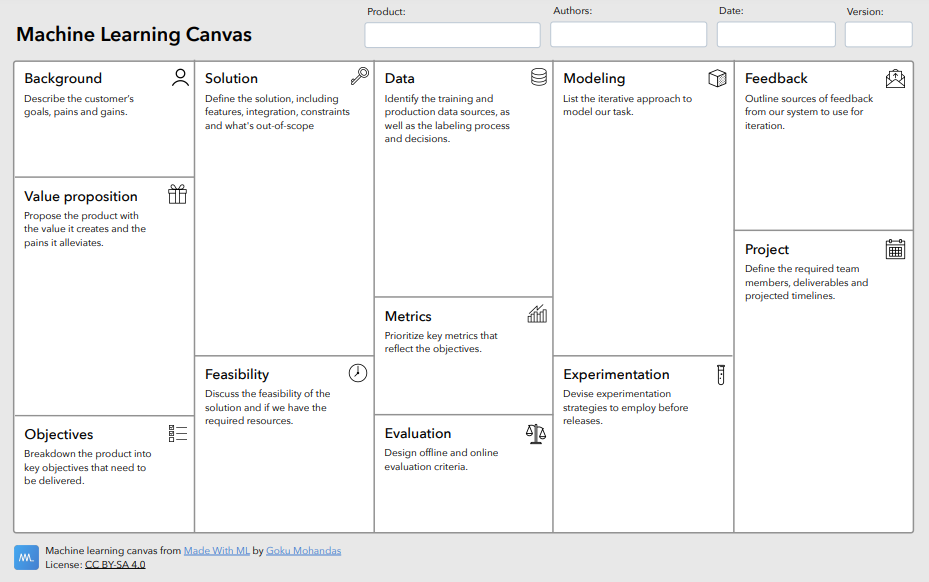 Machine Learning Canvas
Product:
Authors:
Date:
Version:
Background
Describe the customer's
goals, pains and gains.
Value proposition
Propose the product with
the value it creates and the
pains it alleviates.
Objectives
Breakdown the product into
key objectives that need to
be delivered.
Solution
Define the solution, including
features, integration, constraints
and what's out-of-scope
Feasibility
Discuss the feasibility of the
solution and if we have the
required resources.
Data
Identify the training and
production data sources, as
well as the labeling process
and decisions.
Metrics
Prioritize key metrics that
reflect the objectives.
Evaluation
Design offline and online
evaluation criteria.
Modeling
List the iterative approach to
model our task.
Experimentation
Devise experimentation
strategies to employ before
releases.
Feedback
Outline sources of feedback
from our system to use for
iteration.
Project
Define the required team
members, deliverables and
projected timelines.
ML
Machine learning canvas from Made With ML by Goku Mohandas
License: CC BY-SA 4.0